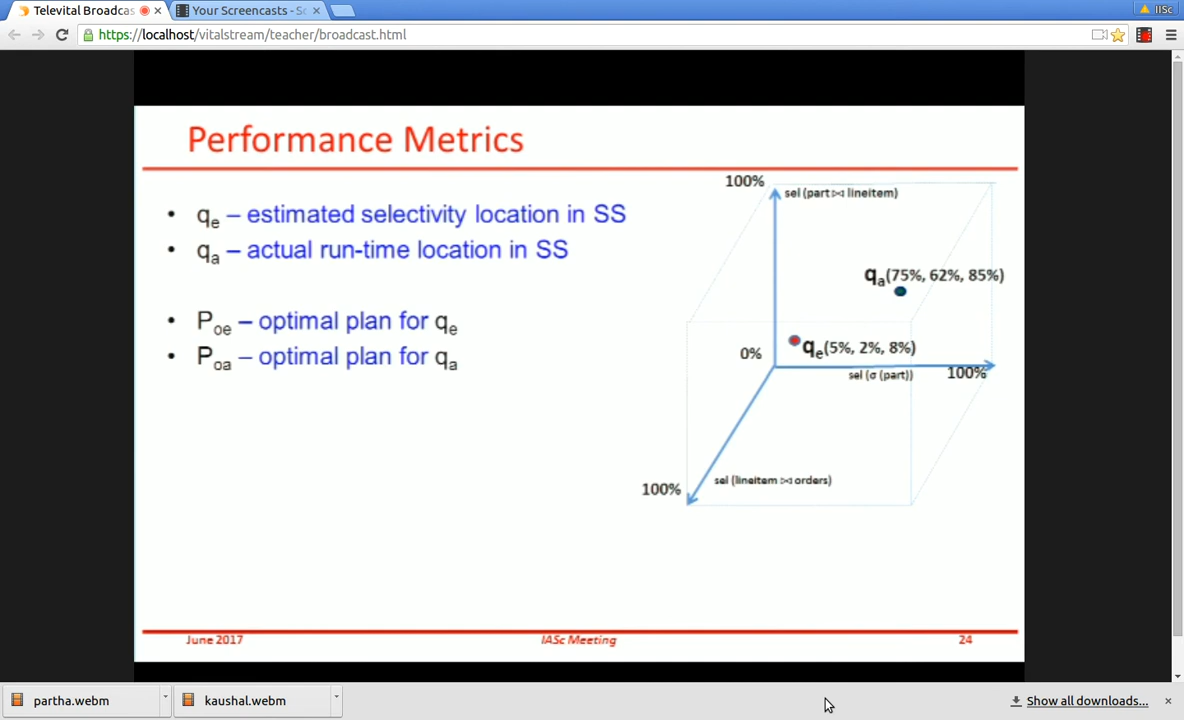 Televital Broadcas
Your Screencasts - Sc
IISc
https://localhost/vitalstream/teacher/broadcast.html
Performance Metrics
• qe – estimated selectivity location in SS
• qa – actual run-time location in SS
• Poe – optimal plan for qe
• Poa – optimal plan for qa
100%
sel (part ⋈ lineitem)
qa(75%, 62%, 85%)
0%
qe(5%, 2%, 8%)
sel (σ (part))
100%
sel (lineitem ⋈ orders)
100%
June 2017
IASc Meeting
24
partha.webm
kaushal.webm
Show all downloads...